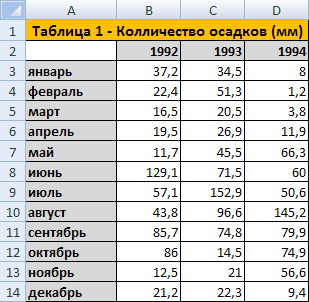 A B C D
1 Таблица 1 - Колличество осадков (мм)
2 1992 1993 1994
3 январь 37,2 34,5 8
4 февраль 22,4 51,3 1,2
5 март 16,5 20,5 3,8
6 апрель 19,5 26,9 11,9
7 май 11,7 45,5 66,3
8 июнь 129,1 71,5 60
9 июль 57,1 152,9 50,6
10 август 43,8 96,6 145,2
11 сентябрь 85,7 74,8 79,9
12 октябрь 86 14,5 74,9
13 ноябрь 12,5 21 56,6
14 декабрь 21,2 22,3 9,4